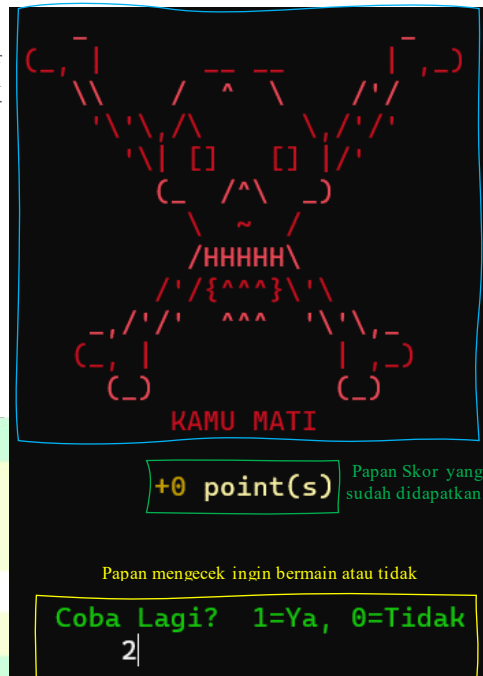 KAMU MATI
+0 point(s)
Papan Skor yang
sudah didapatkan
Papan mengecek ingin bermain atau tidak
Coba Lagi? 1=Ya, 0=Tidak
2